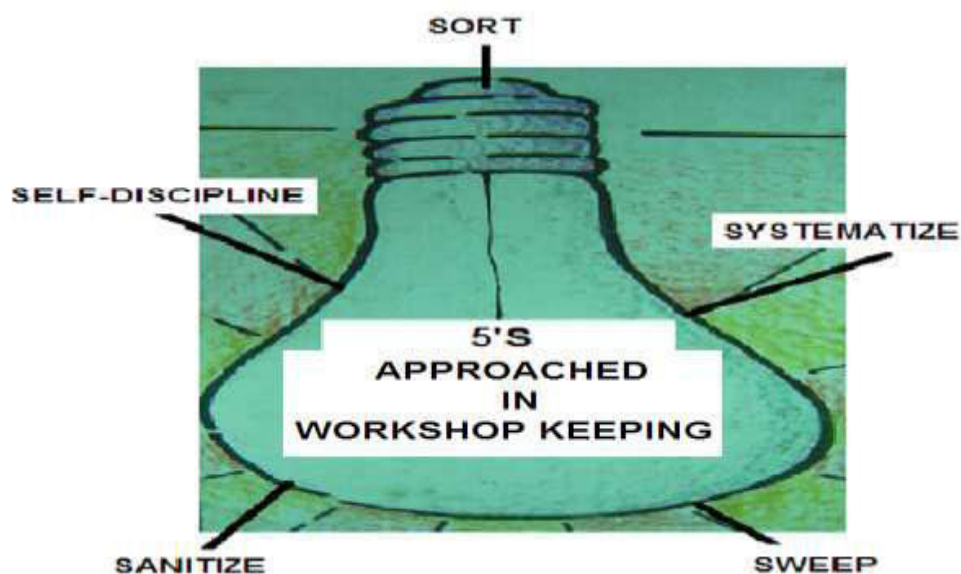 SORT
SELF-DISCIPLINE
SYSTEMATIZE
5'S
APPROACHED
IN
WORKSHOP KEEPING
SANITIZE
SWEEP